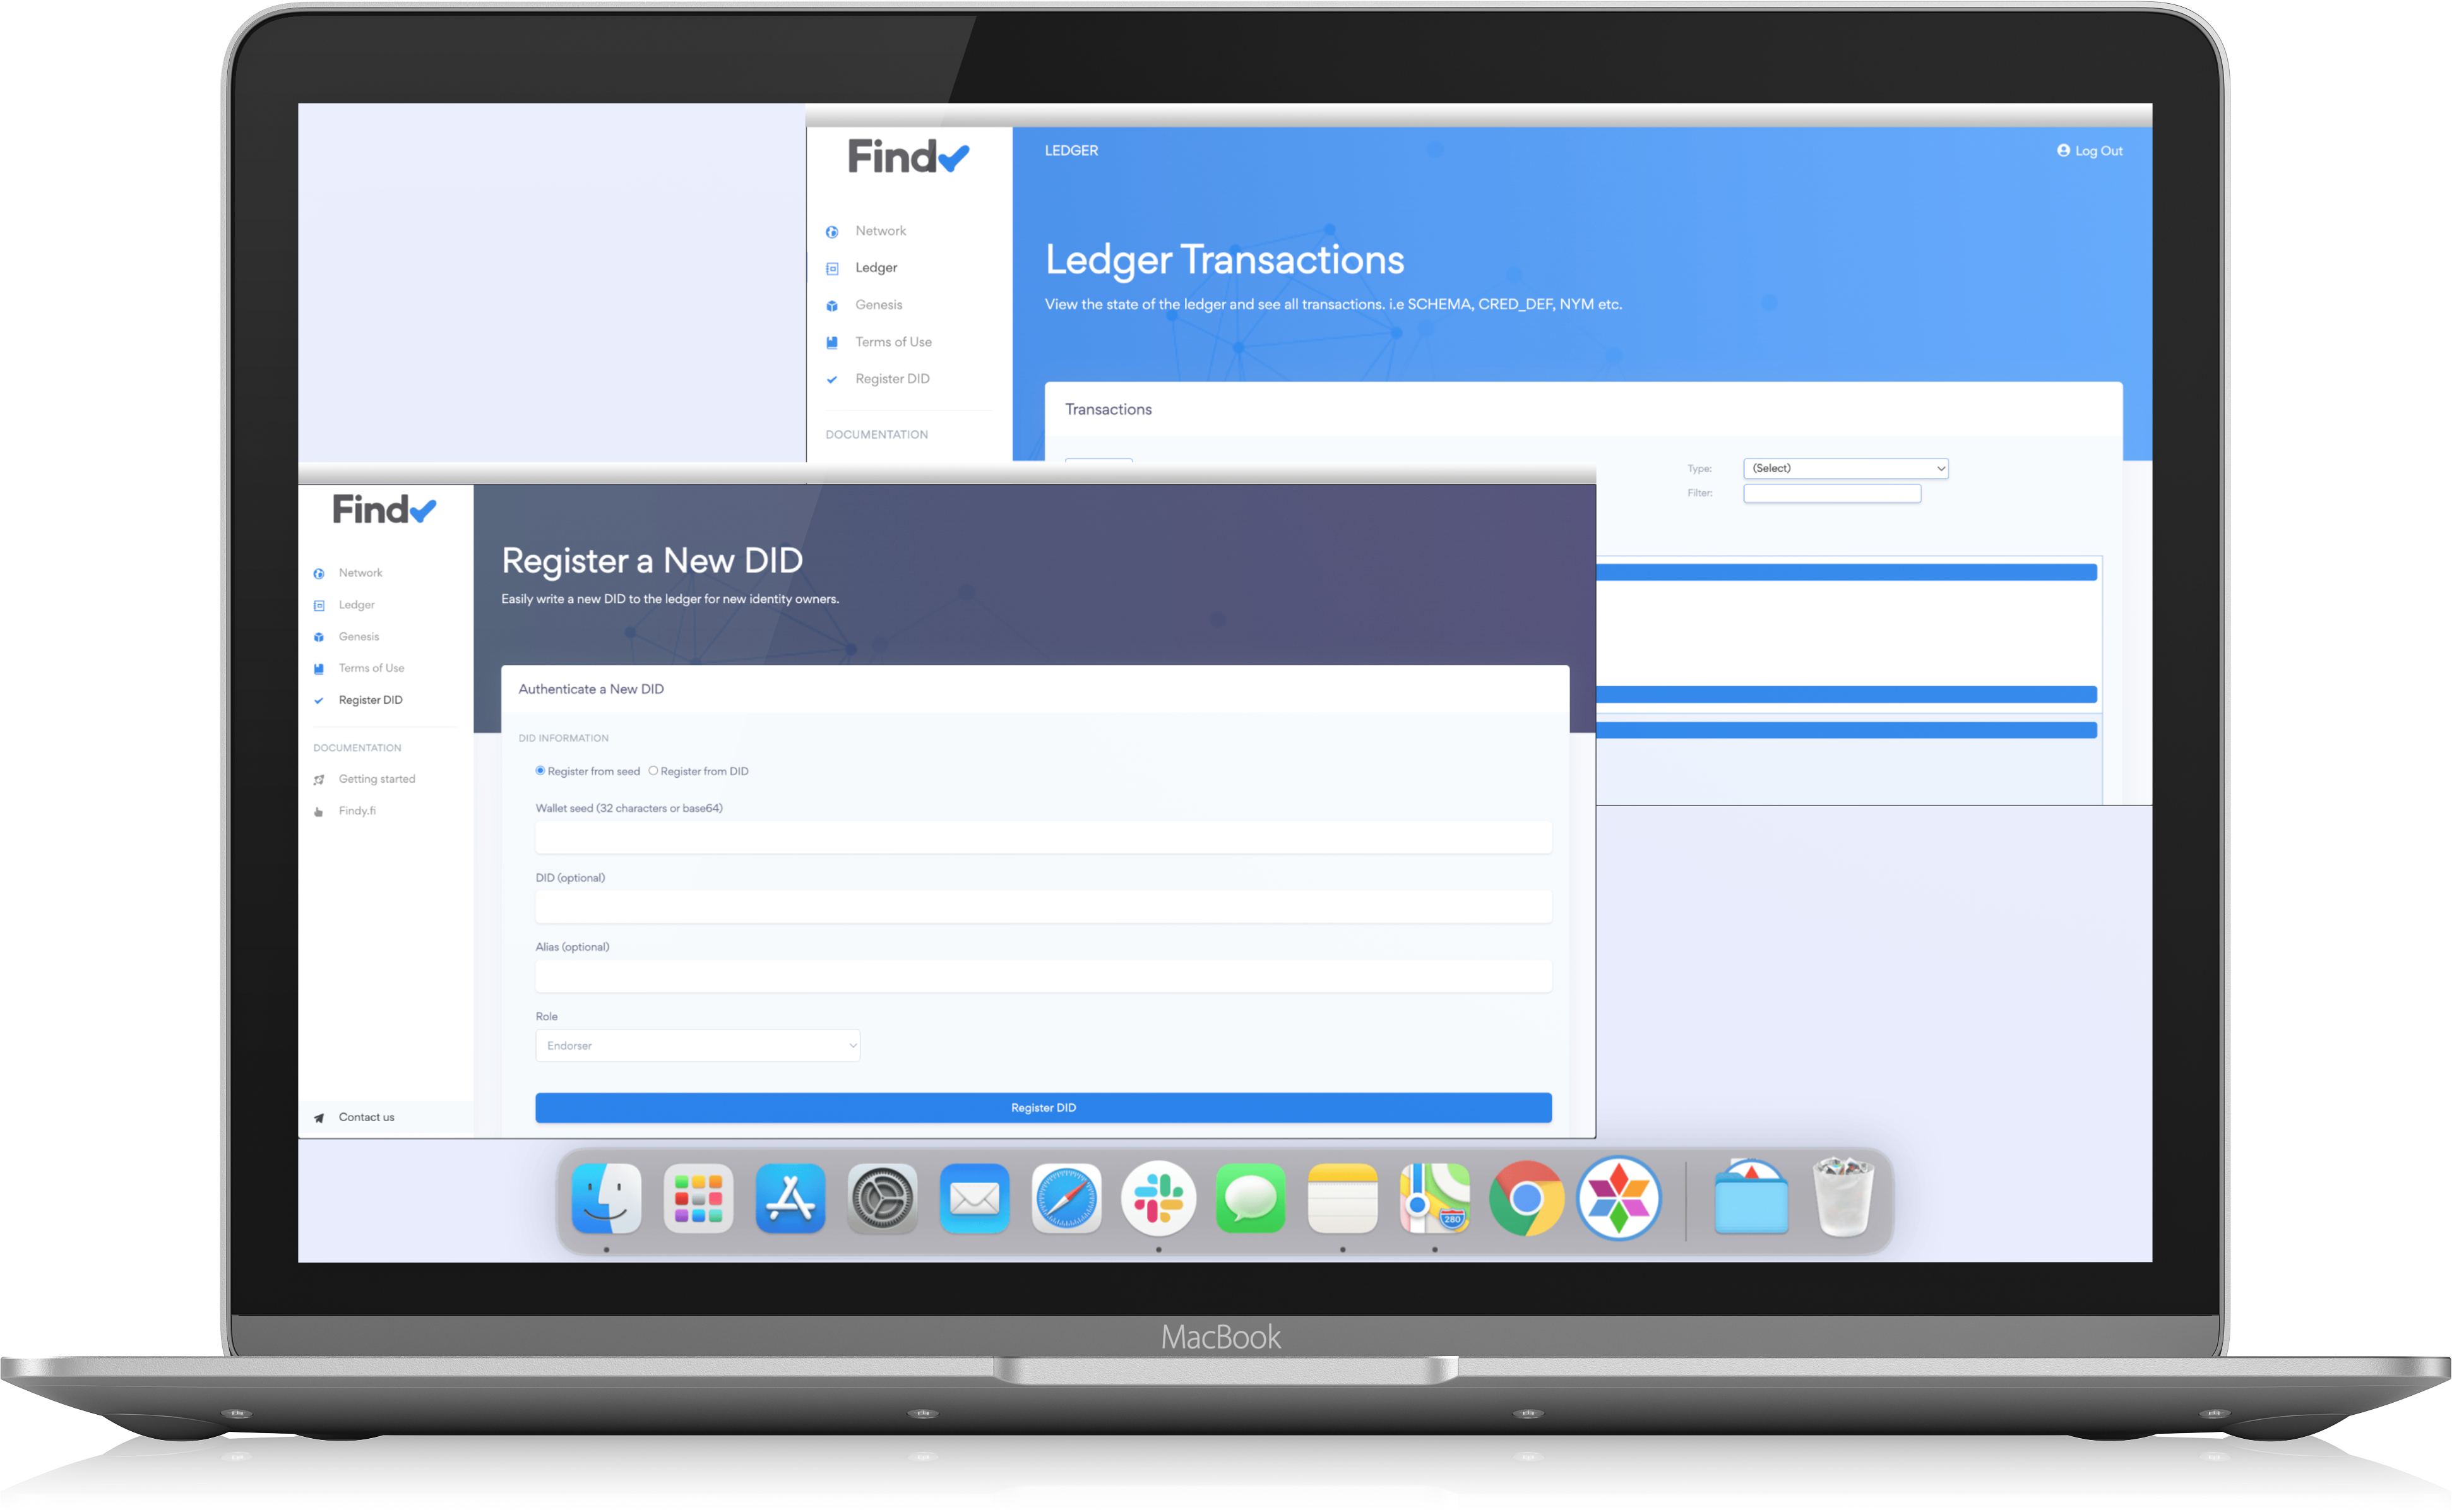 Find
LEDGER
Log Out
Network
Ledger
Genesis
Terms of Use
Register DID
DOCUMENTATION
Ledger Transactions
View the state of the ledger and see all transactions. i.e SCHEMA, CRED_DEF, NYM etc.
Transactions
Type:
(Select)
Filter:
Find
Network
Ledger
Genesis
Terms of Use
Register DID
DOCUMENTATION
Getting started
Findy.fi
Contact us
Register a New DID
Easily write a new DID to the ledger for new identity owners.
Authenticate a New DID
DID INFORMATION
Register from seed
Register from DID
Wallet seed (32 characters or base64)
DID (optional)
Alias (optional)
Role
Endorser
Register DID
280
MacBook